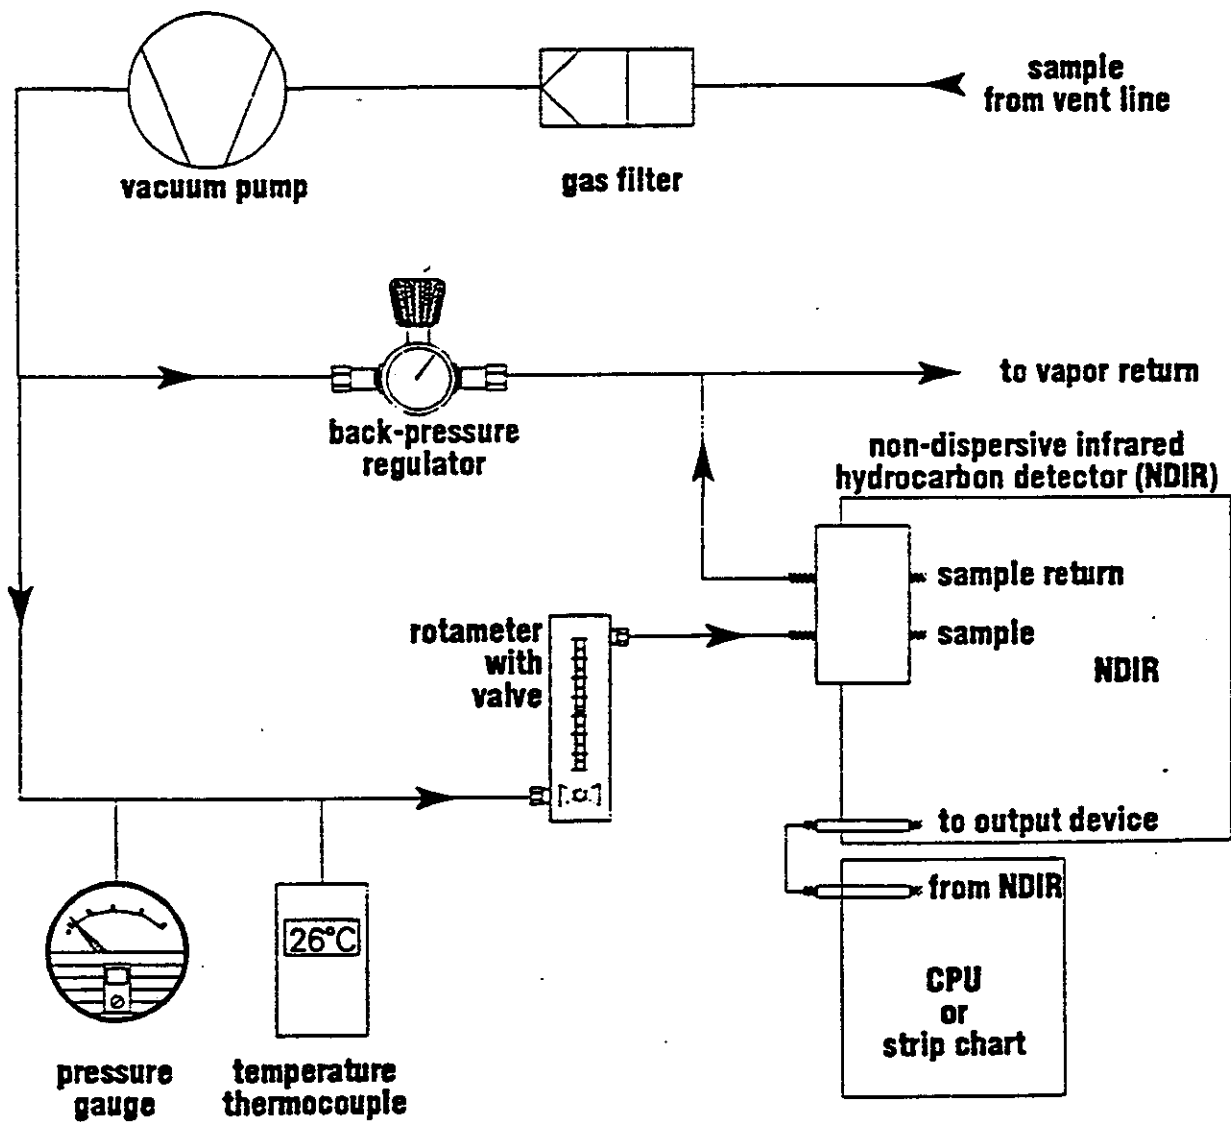 sample
from vent line
vacuum pump
gas filter
to vapor return
back-pressure
regulator
non-dispersive infrared
hydrocarbon detector (NDIR)
sample return
sample
NDIR
rotameter
with
valve
to output device
from NDIR
26°C
CPU
or
strip chart
pressure
gauge
temperature
thermocouple